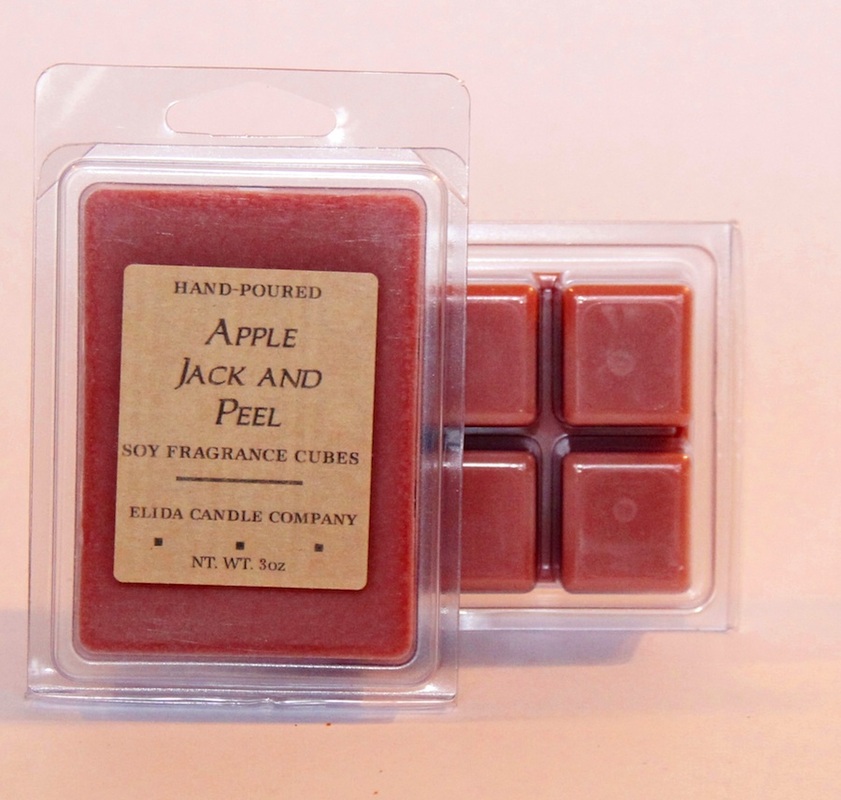 HAND-POURED
APPLE
JACK AND
PEEL
SOY FRAGRANCE CUBES
ELIDA CANDLE COMPANY
NT. WT. 3oz